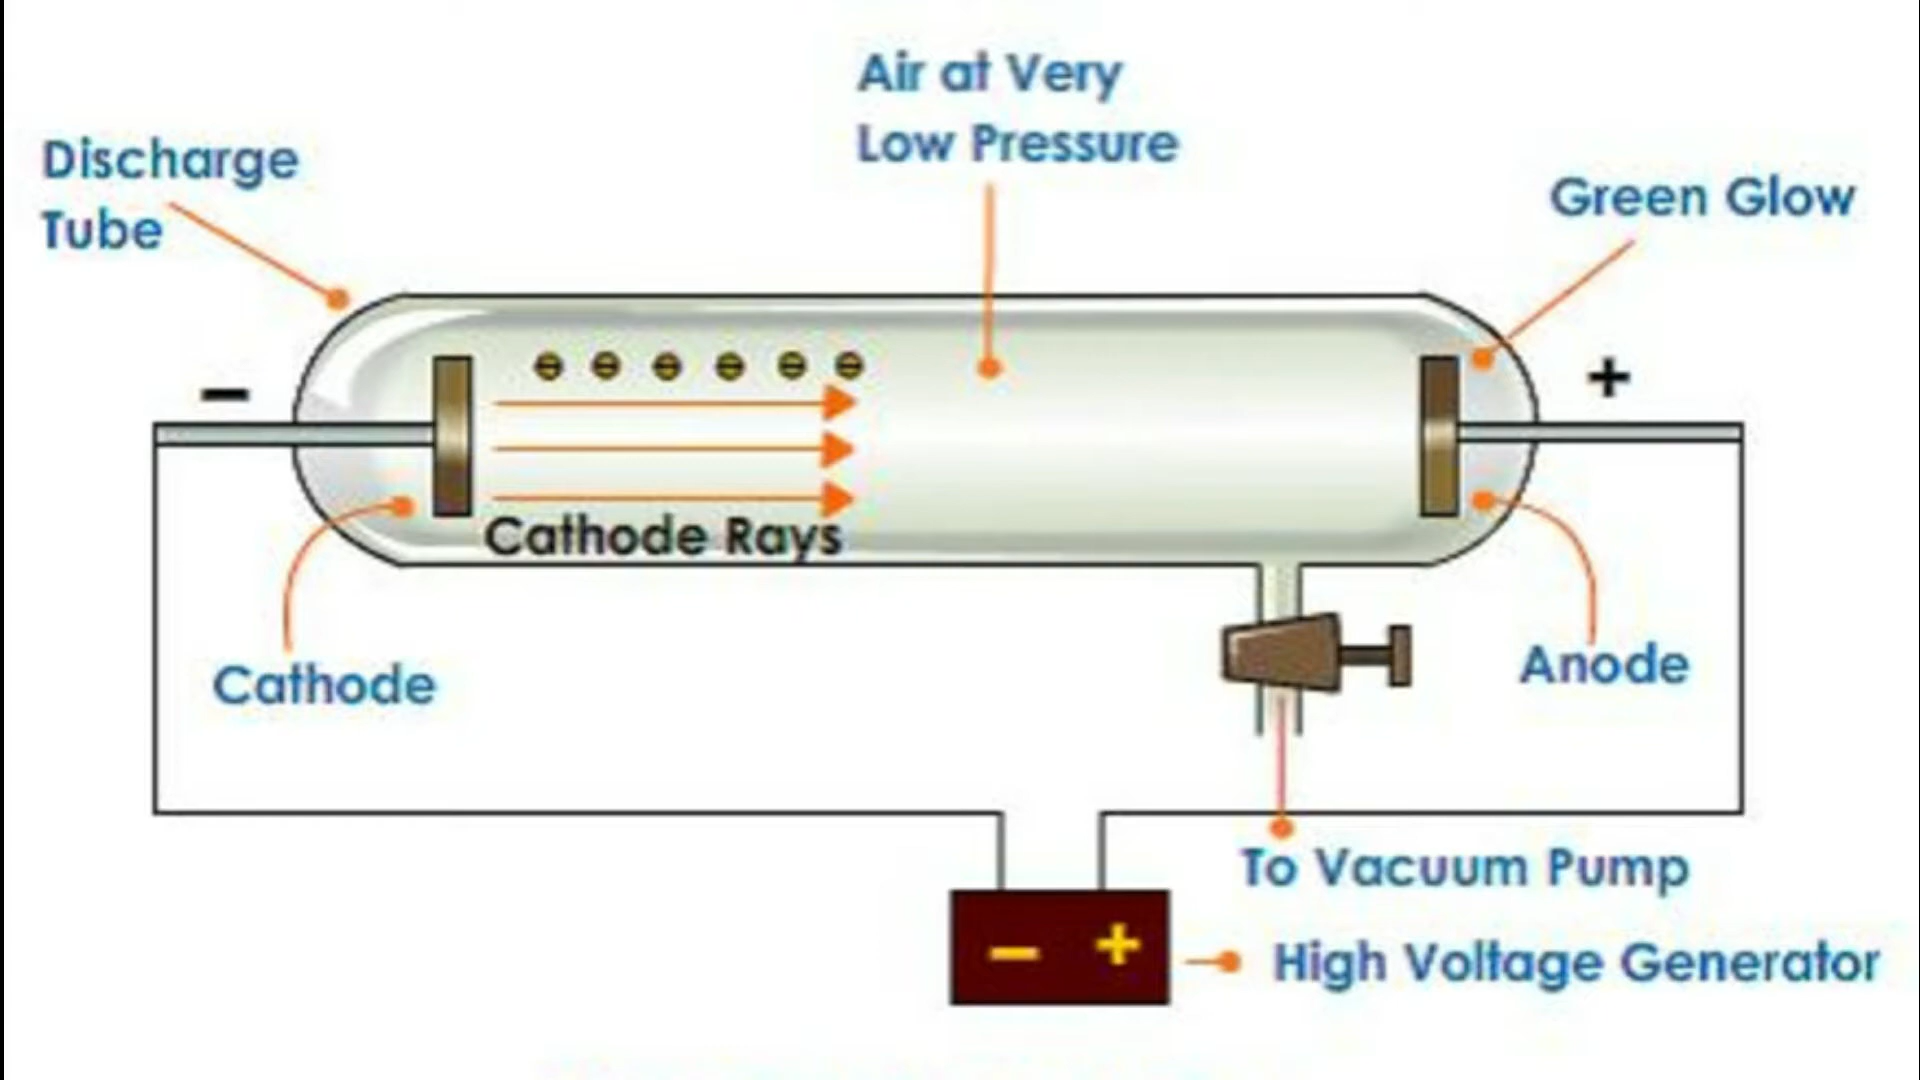 Air at Very
Low Pressure
Discharge
Tube
Green Glow
−
+
Cathode Rays
Cathode
Anode
To Vacuum Pump
− +
High Voltage Generator